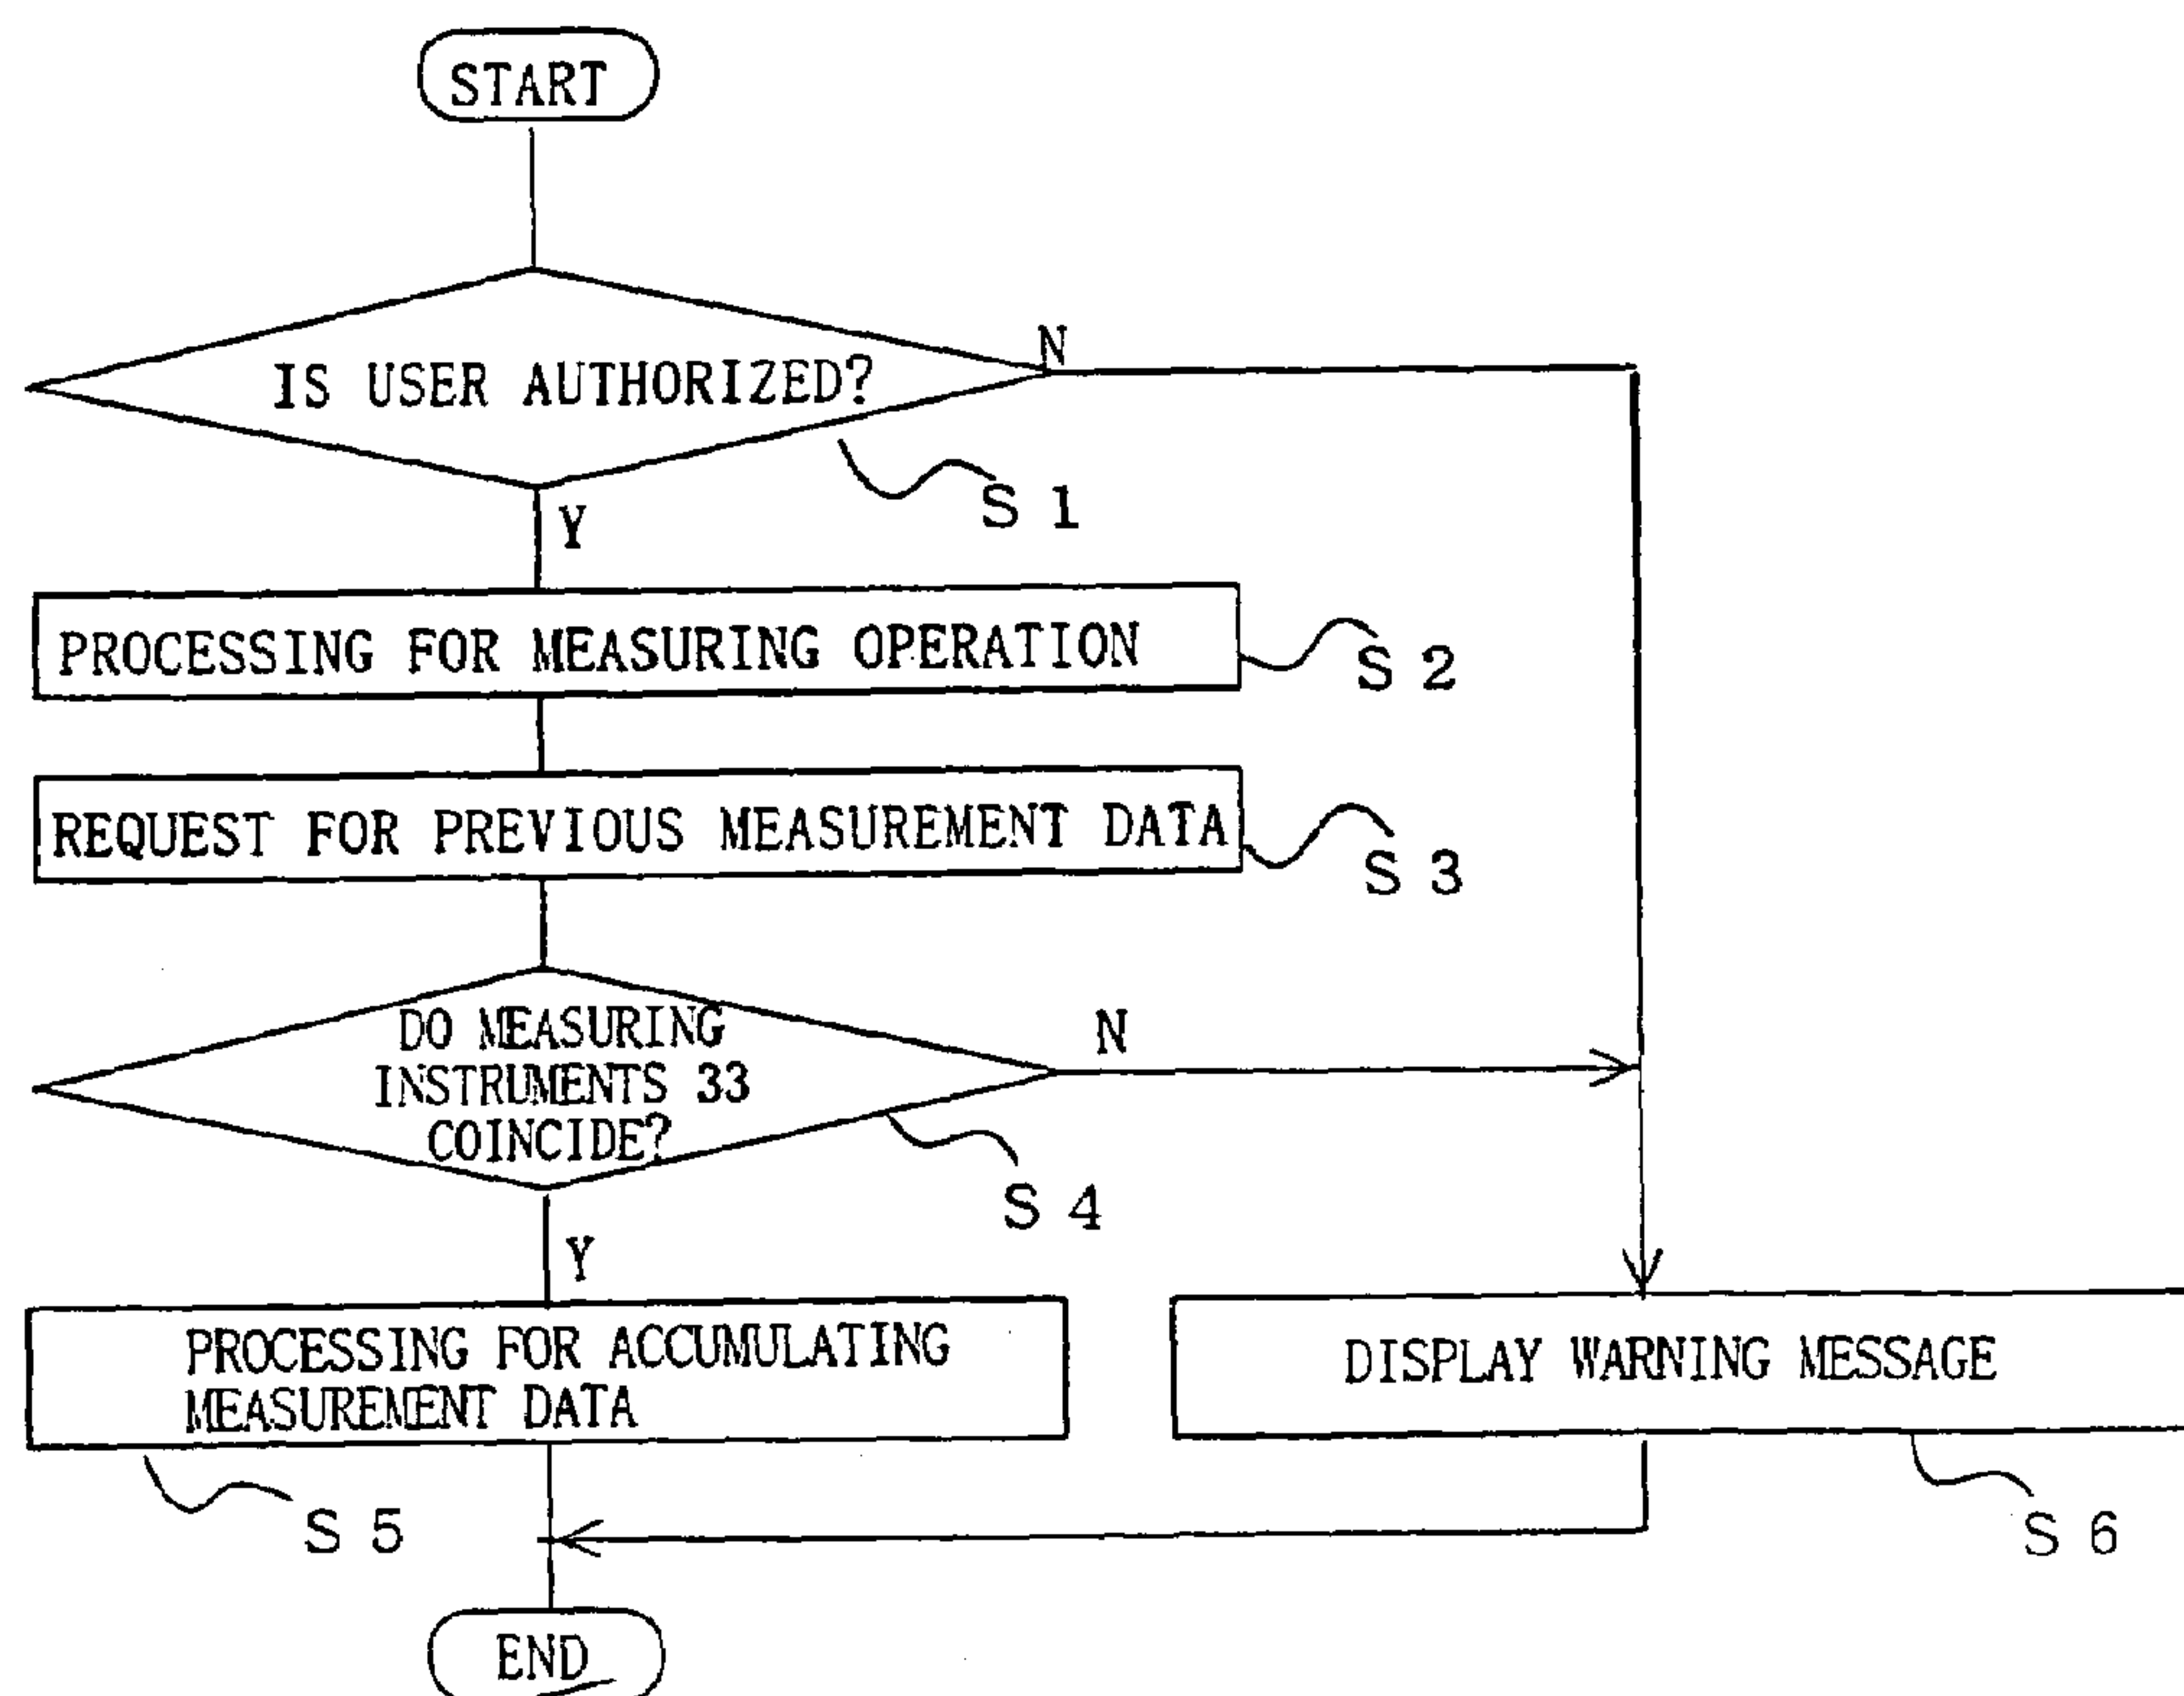 START
IS USER AUTHORIZED?
N
S 1
Y
PROCESSING FOR MEASURING OPERATION
S 2
REQUEST FOR PREVIOUS MEASUREMENT DATA
S 3
DO MEASURING
INSTRUMENTS 33
COINCIDE?
N
S 4
Y
PROCESSING FOR ACCUMULATING
MEASUREMENT DATA
S 5
DISPLAY WARNING MESSAGE
S 6
END